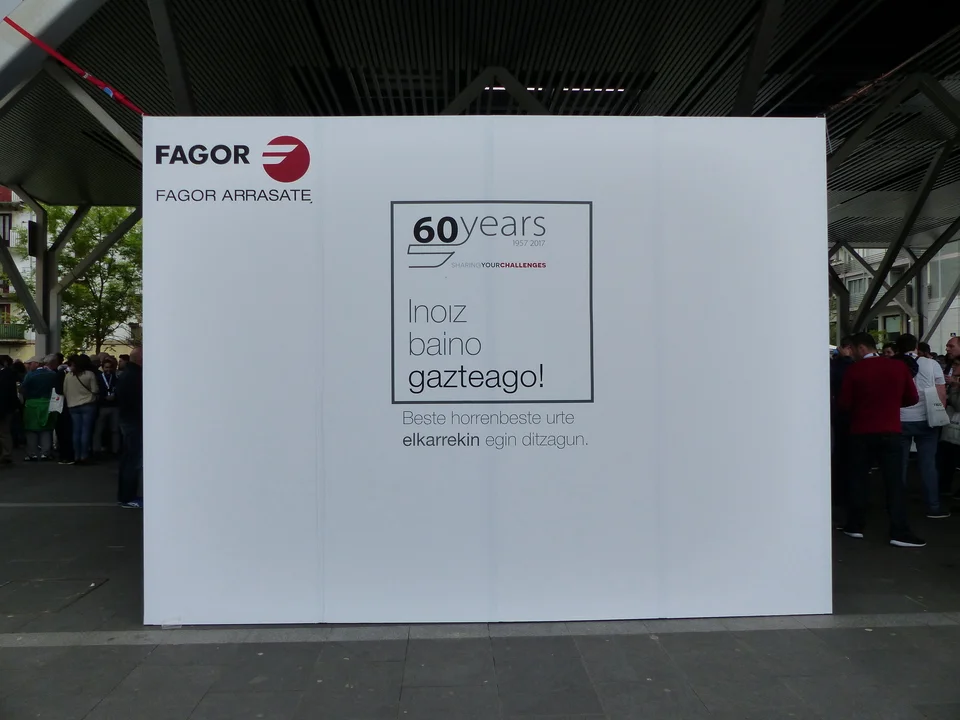 FAGOR
FAGOR ARRASATE
60years
1957 2017
SHARINGYOURCHALLENGES
Inoiz
baino
gazteago!
Beste horrenbeste urte
elkarrekin egin ditzagun.